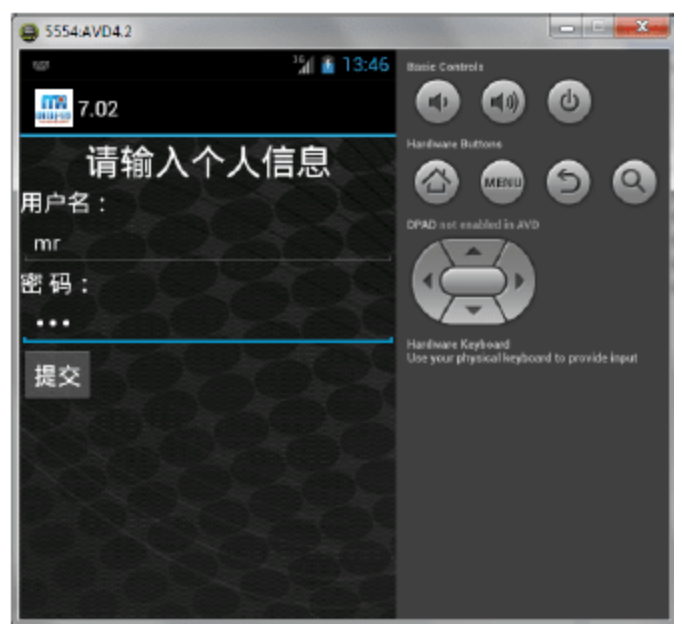 5554:AVD4.2
3G 13:46
7.02
请输入个人信息
用户名：
mr
密 码：
•••
提交
Basic Controls
Hardware Buttons
MENU
DPAD not enabled in AVD
Hardware Keyboard
Use your physical keyboard to provide input